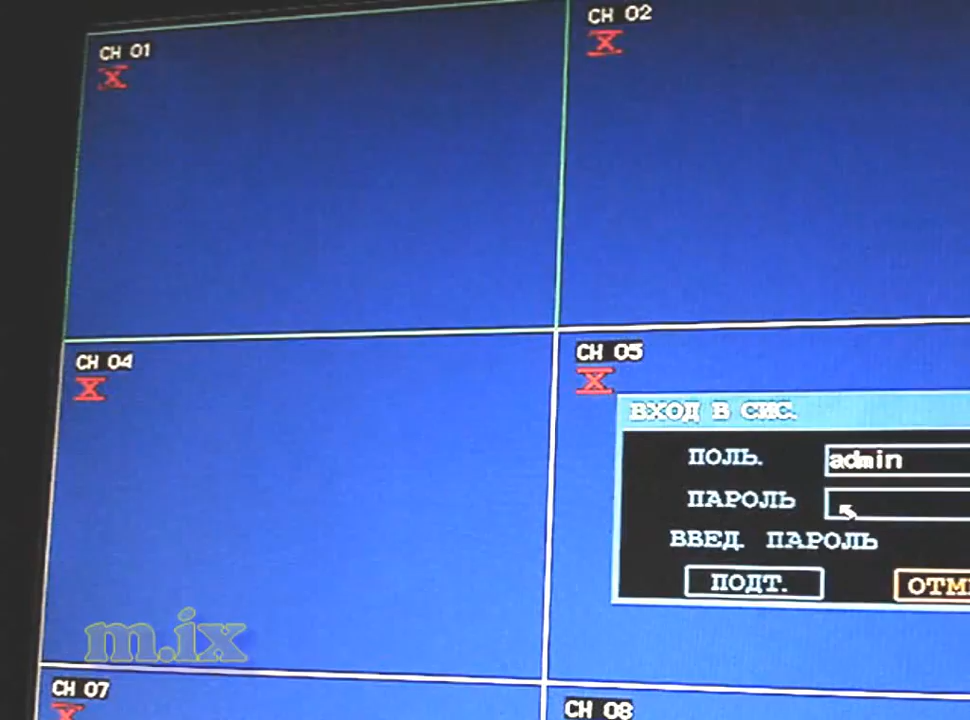 CH 01
CH 02
CH 04
CH 05
ВХОД В СИС.
ПОЛЬ.
admin
ПАРОЛЬ
ВВЕД. ПАРОЛЬ
ПОДТ.
ОТМ
m.ix
CH 07
CH 08